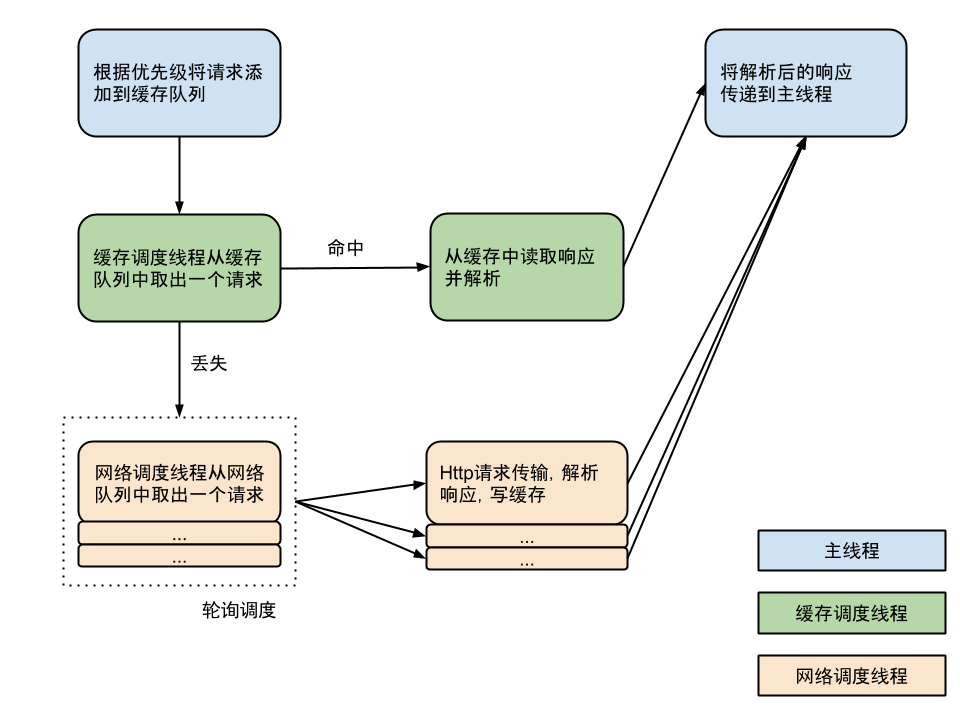 根据优先级将请求添
加到缓存队列
将解析后的响应
传递到主线程
缓存调度线程从缓存
队列中取出一个请求
命中
从缓存中读取响应
并解析
丢失
网络调度线程从网络
队列中取出一个请求
...
...
Http请求传输，解析
响应，写缓存
...
...
轮询调度
主线程
缓存调度线程
网络调度线程